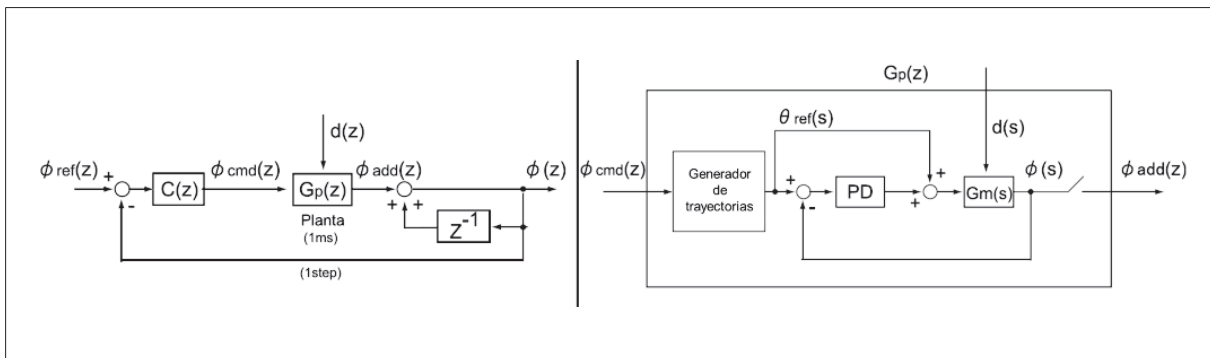 d(z)
ϕ ref(z)
+
-
C(z)
ϕ cmd(z)
Gp(z)
ϕ add(z)
+
+
ϕ (z)
Planta
(1ms)
Z⁻¹
(1step)
Gp(z)
θ ref(s)
d(s)
ϕ cmd(z)
Generador
de
trayectorias
+
-
PD
+
+
Gm(s)
ϕ (s)
ϕ add(z)